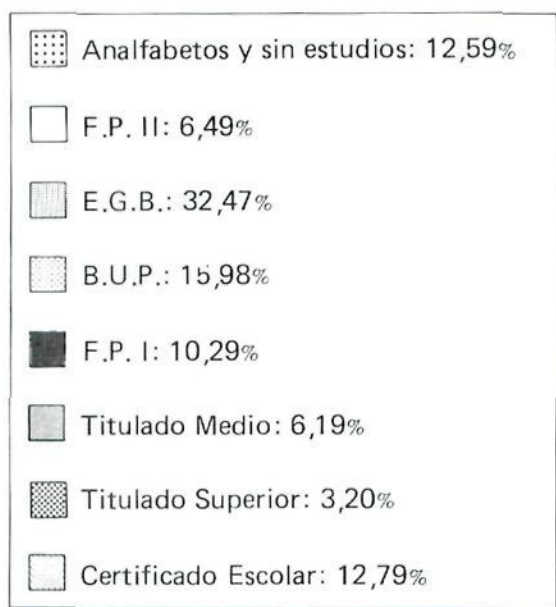 Analfabetos y sin estudios: 12,59%
F.P. II: 6,49%
E.G.B.: 32,47%
B.U.P.: 15,98%
F.P. I: 10,29%
Titulado Medio: 6,19%
Titulado Superior: 3,20%
Certificado Escolar: 12,79%